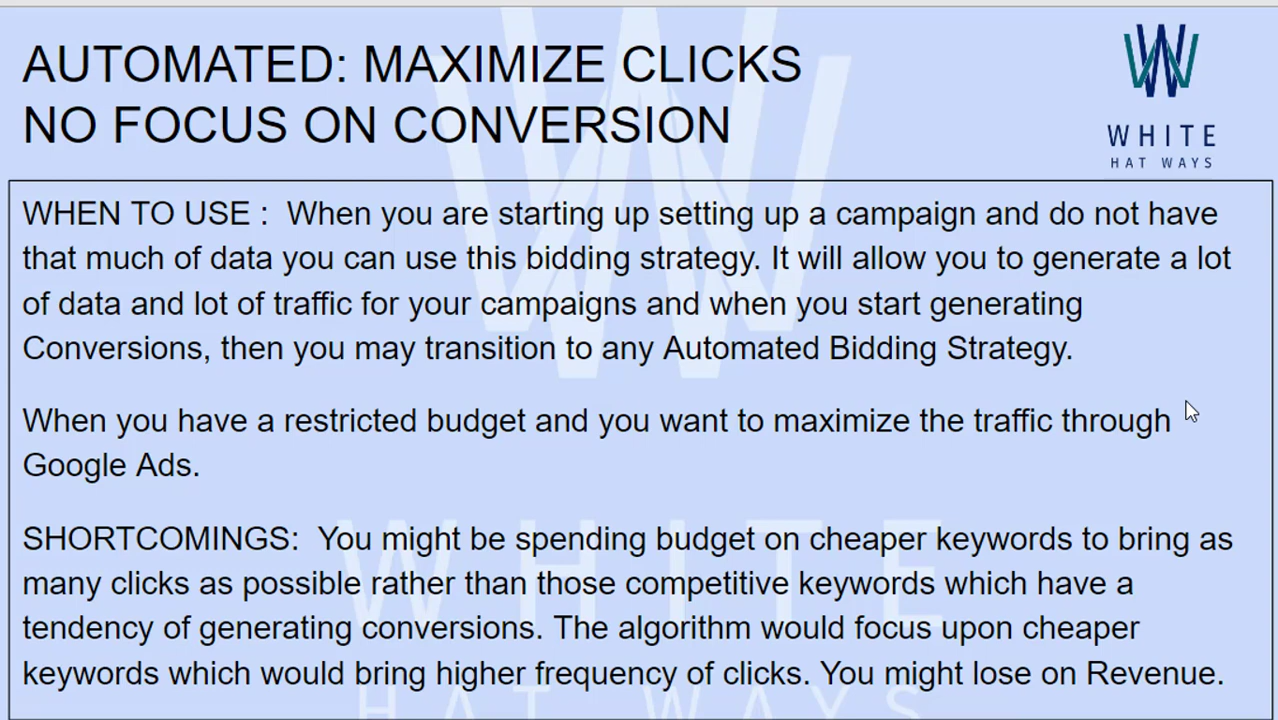 AUTOMATED: MAXIMIZE CLICKS
NO FOCUS ON CONVERSION
WHITE
HAT WAYS
WHEN TO USE :  When you are starting up setting up a campaign and do not have
that much of data you can use this bidding strategy. It will allow you to generate a lot
of data and lot of traffic for your campaigns and when you start generating
Conversions, then you may transition to any Automated Bidding Strategy.
When you have a restricted budget and you want to maximize the traffic through
Google Ads.
SHORTCOMINGS:  You might be spending budget on cheaper keywords to bring as
many clicks as possible rather than those competitive keywords which have a
tendency of generating conversions. The algorithm would focus upon cheaper
keywords which would bring higher frequency of clicks. You might lose on Revenue.
WHITE
HAT WAYS